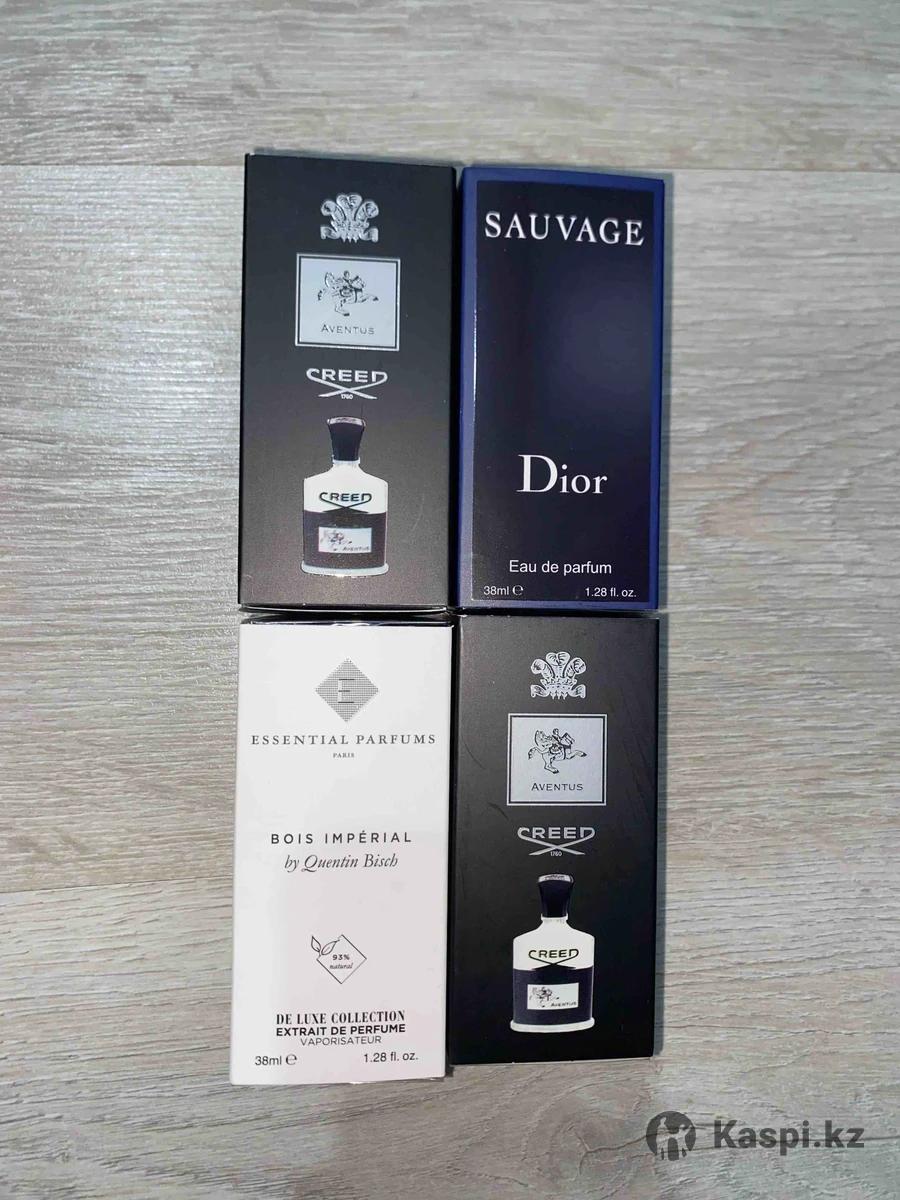 AVENTUS
CREED
1760
CREED
AVENTUS
SAUVAGE
Dior
Eau de parfum
38ml ℮ 1.28 fl. oz.
E
ESSENTIAL PARFUMS
PARIS
BOIS IMPÉRIAL
by Quentin Bisch
93%
natural
DE LUXE COLLECTION
EXTRAIT DE PERFUME
VAPORISATEUR
38ml ℮ 1.28 fl. oz.
AVENTUS
CREED
1760
CREED
AVENTUS
Kaspi.kz